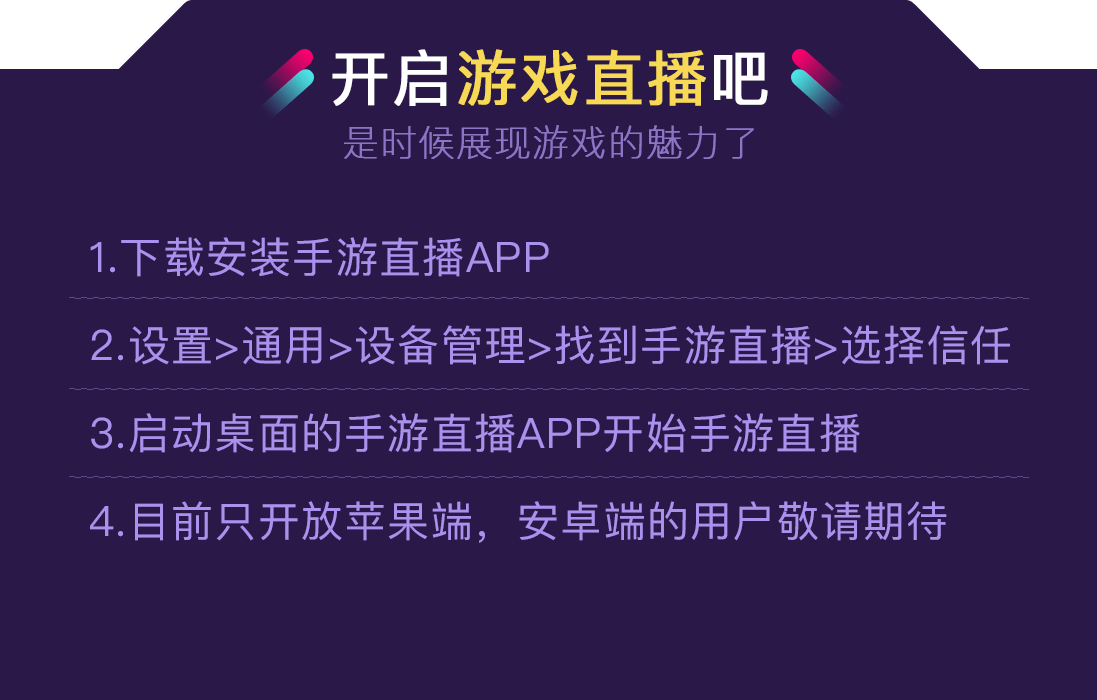 开启游戏直播吧
是时候展现游戏的魅力了
1.下载安装手游直播APP
2.设置>通用>设备管理>找到手游直播>选择信任
3.启动桌面的手游直播APP开始手游直播
4.目前只开放苹果端，安卓端的用户敬请期待